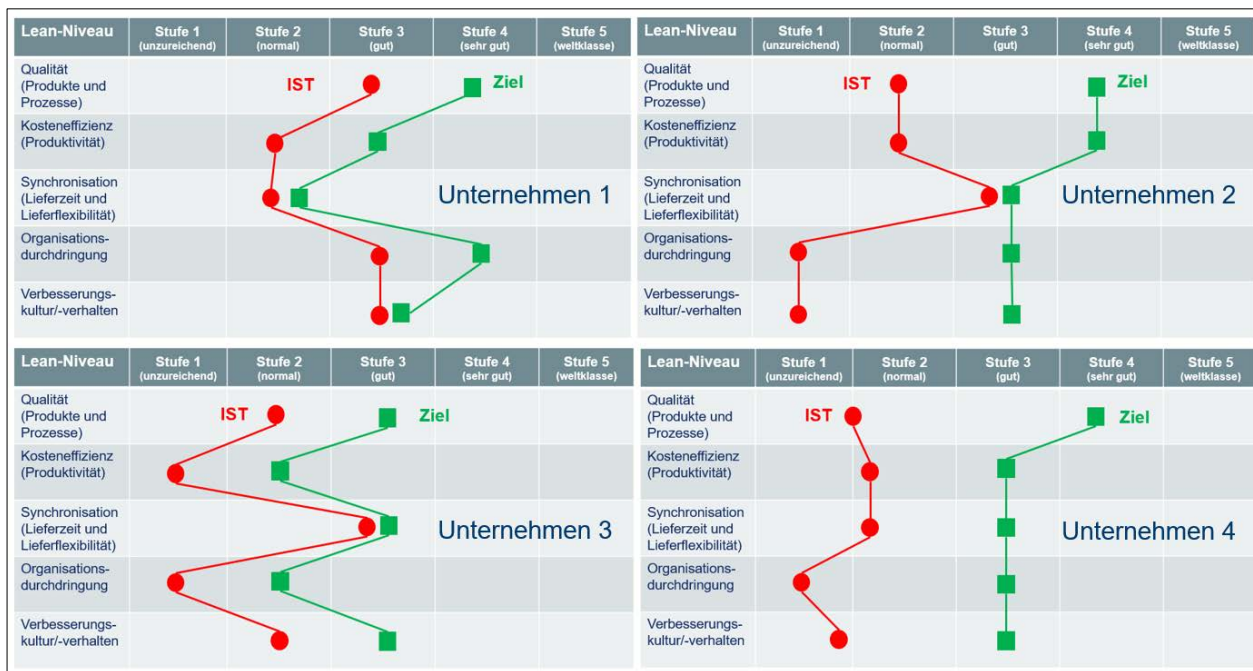 Lean-Niveau Stufe 1 Stufe 2 Stufe 3 Stufe 4 Stufe 5
(unzureichend) (normal) (gut) (sehr gut) (weltklasse)
Qualität
(Produkte und
Prozesse)
IST Ziel
Kosteneffizienz
(Produktivität)
Synchronisation
(Lieferzeit und
Lieferflexibilität)
Unternehmen 1
Organisations-
durchdringung
Verbesserungs-
kultur/-verhalten
Lean-Niveau Stufe 1 Stufe 2 Stufe 3 Stufe 4 Stufe 5
(unzureichend) (normal) (gut) (sehr gut) (weltklasse)
Qualität
(Produkte und
Prozesse)
IST Ziel
Kosteneffizienz
(Produktivität)
Synchronisation
(Lieferzeit und
Lieferflexibilität)
Unternehmen 2
Organisations-
durchdringung
Verbesserungs-
kultur/-verhalten
Lean-Niveau Stufe 1 Stufe 2 Stufe 3 Stufe 4 Stufe 5
(unzureichend) (normal) (gut) (sehr gut) (weltklasse)
Qualität
(Produkte und
Prozesse)
IST Ziel
Kosteneffizienz
(Produktivität)
Synchronisation
(Lieferzeit und
Lieferflexibilität)
Unternehmen 3
Organisations-
durchdringung
Verbesserungs-
kultur/-verhalten
Lean-Niveau Stufe 1 Stufe 2 Stufe 3 Stufe 4 Stufe 5
(unzureichend) (normal) (gut) (sehr gut) (weltklasse)
Qualität
(Produkte und
Prozesse)
IST Ziel
Kosteneffizienz
(Produktivität)
Synchronisation
(Lieferzeit und
Lieferflexibilität)
Unternehmen 4
Organisations-
durchdringung
Verbesserungs-
kultur/-verhalten